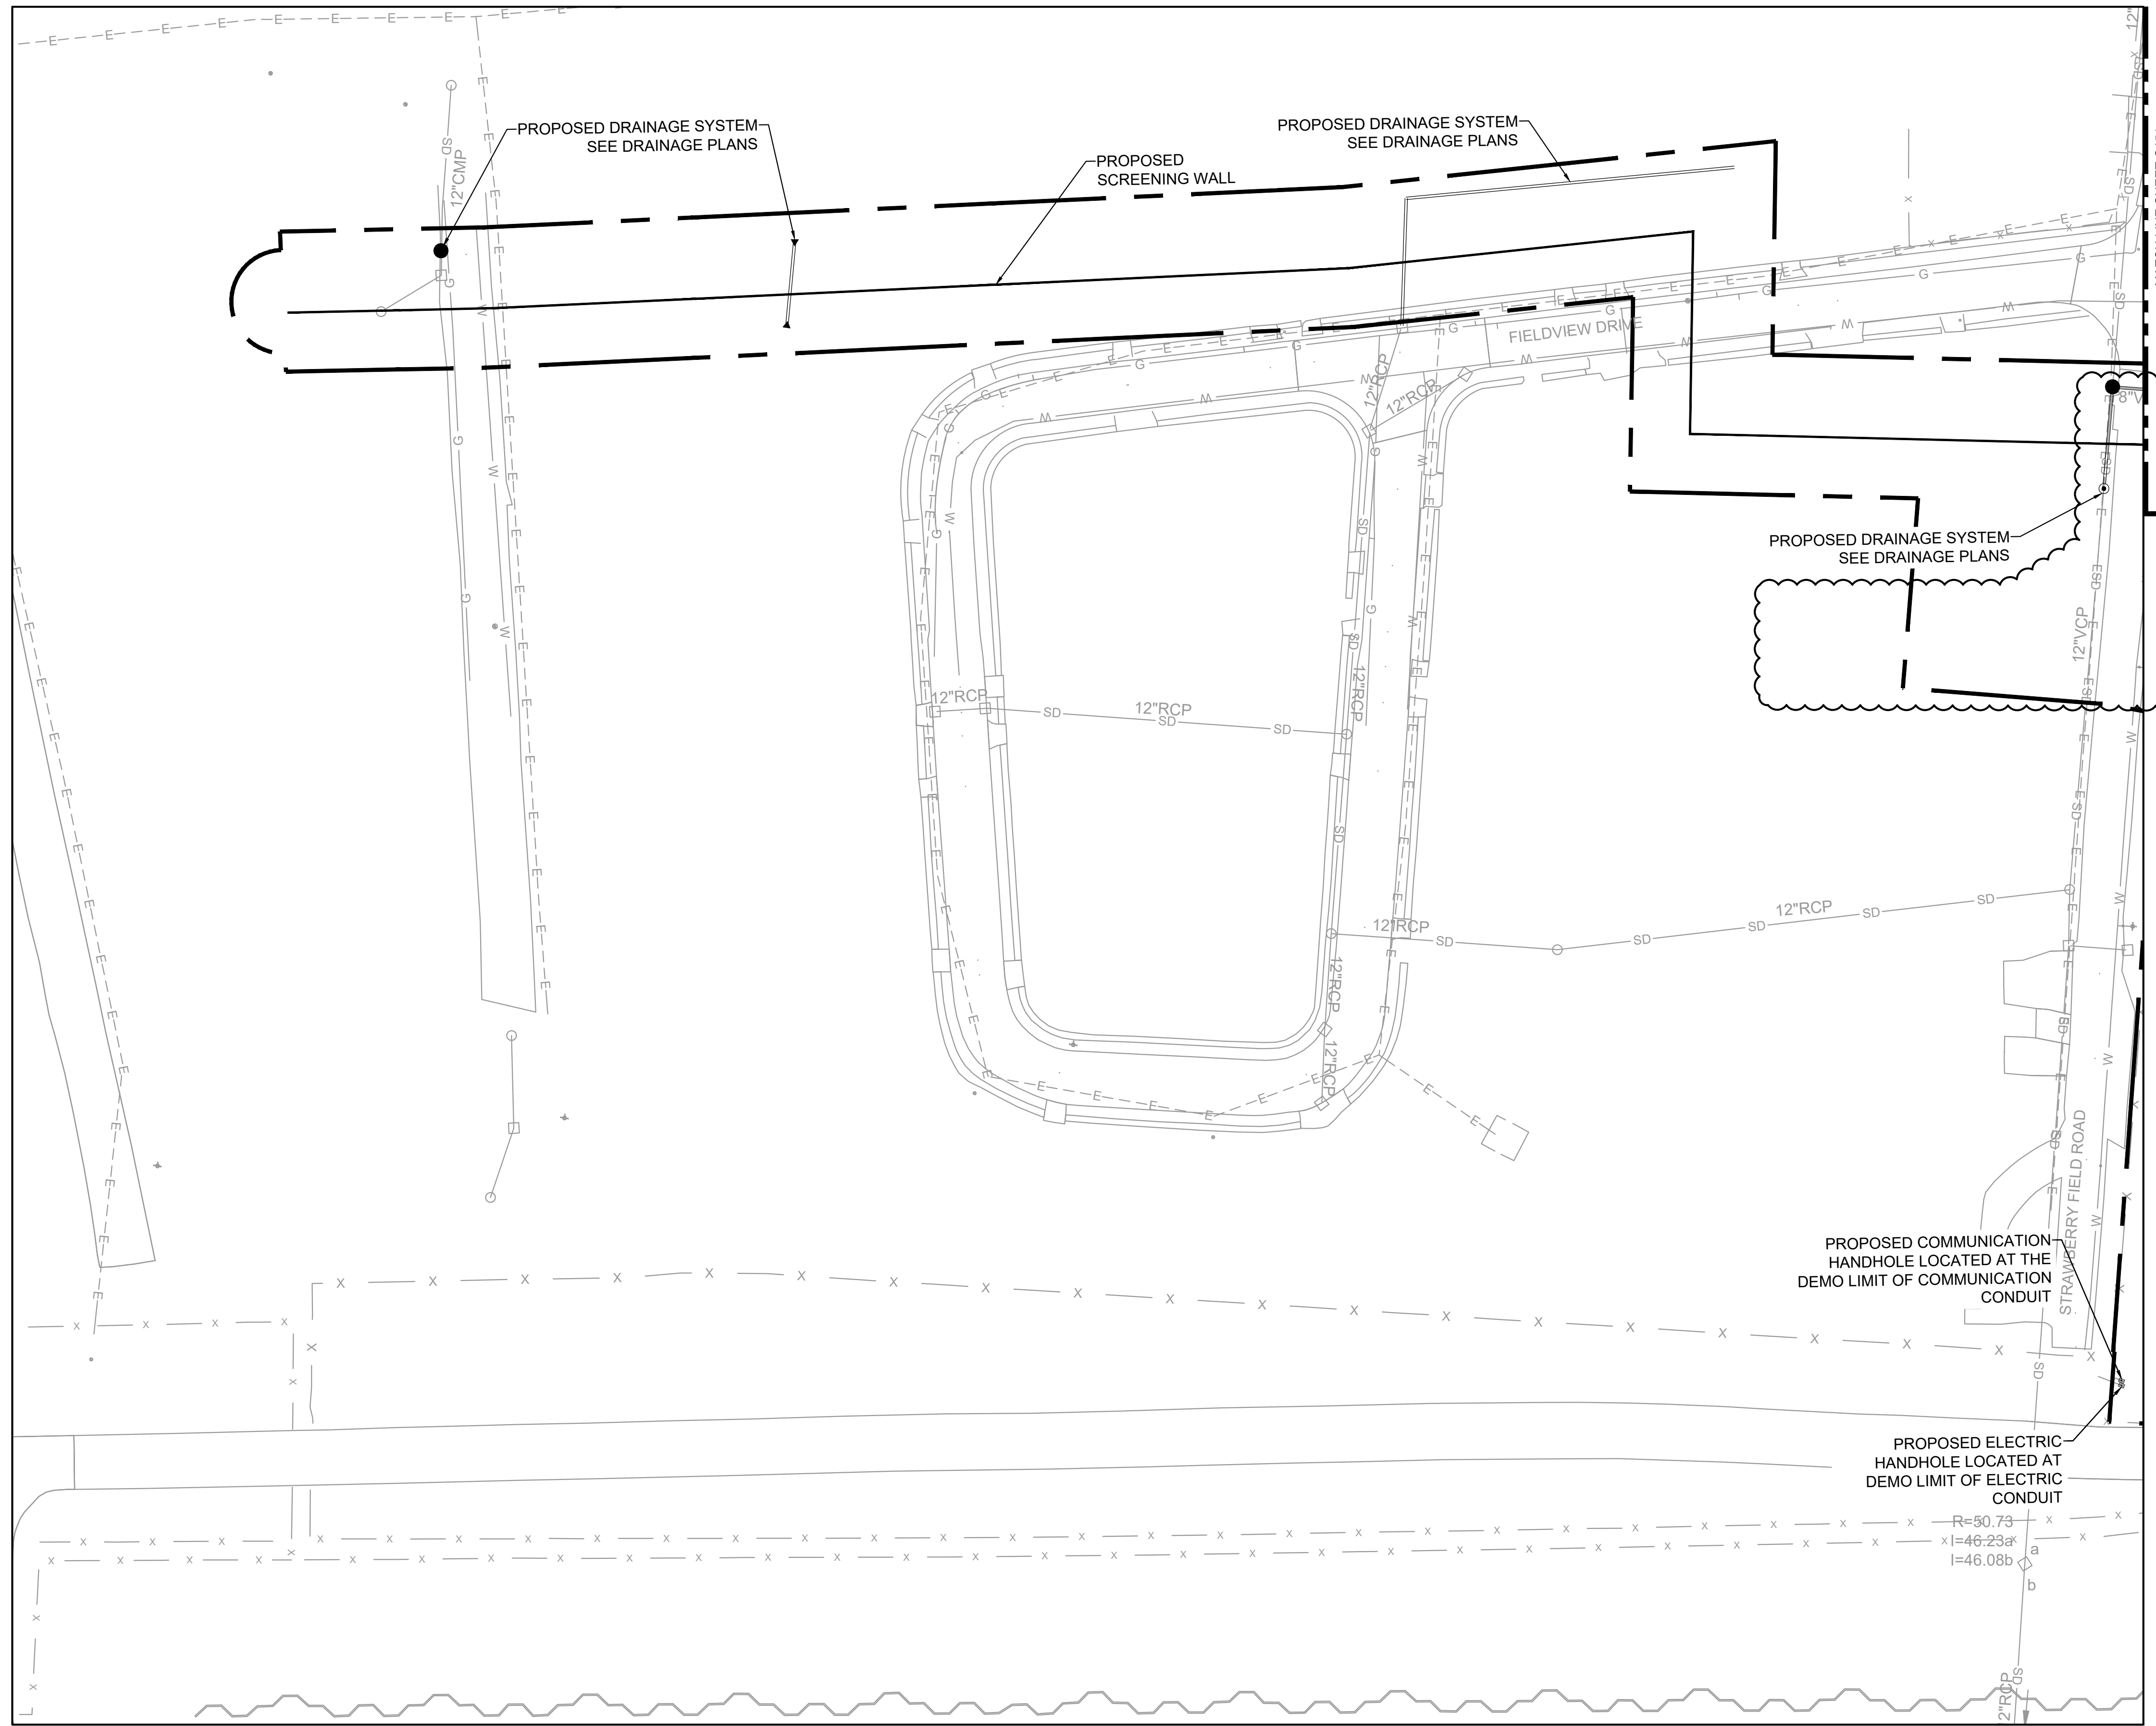 PROPOSED DRAINAGE SYSTEM
SEE DRAINAGE PLANS
PROPOSED
SCREENING WALL
PROPOSED DRAINAGE SYSTEM
SEE DRAINAGE PLANS
12"CMP
FIELDVIEW DRIVE
12"RCP
12"RCP
PROPOSED DRAINAGE SYSTEM
SEE DRAINAGE PLANS
12"VCP
12"RCP
12"RCP
12"RCP
12"RCP
12"RCP
12"RCP
12"RCP
STRAWBERRY FIELD ROAD
PROPOSED COMMUNICATION
HANDHOLE LOCATED AT THE
DEMO LIMIT OF COMMUNICATION
CONDUIT
PROPOSED ELECTRIC
HANDHOLE LOCATED AT
DEMO LIMIT OF ELECTRIC
CONDUIT
R=50.73
I=46.23a
I=46.08b
a
b
2"RCP